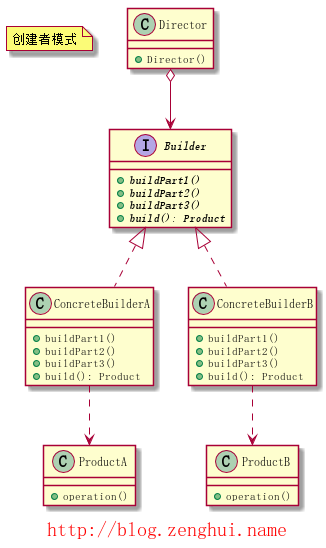 创建者模式
C Director
Director()
I Builder
buildPart1()
buildPart2()
buildPart3()
build(): Product
C ConcreteBuilderA
buildPart1()
buildPart2()
buildPart3()
build(): Product
C ConcreteBuilderB
buildPart1()
buildPart2()
buildPart3()
build(): Product
C ProductA
operation()
C ProductB
operation()
http://blog.zenghui.name